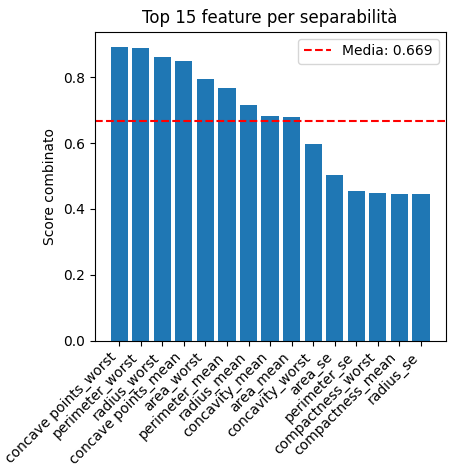 Top 15 feature per separabilità
Media: 0.669
Score combinato
0.8
0.6
0.4
0.2
0.0
concave points_worst
perimeter_worst
radius_worst
concave points_mean
area_worst
perimeter_mean
radius_mean
concavity_mean
area_mean
concavity_worst
area_se
perimeter_se
compactness_worst
compactness_mean
radius_se